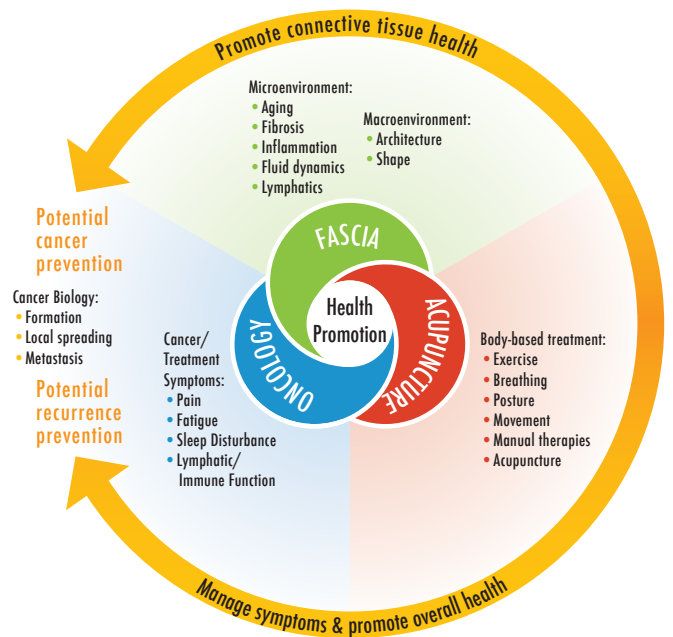 Promote connective tissue health
Microenvironment:
• Aging
• Fibrosis
• Inflammation
• Fluid dynamics
• Lymphatics
Macroenvironment:
• Architecture
• Shape
Potential
cancer
prevention
Cancer Biology:
• Formation
• Local spreading
• Metastasis
Potential
recurrence
prevention
Cancer/
Treatment
Symptoms:
• Pain
• Fatigue
• Sleep Disturbance
• Lymphatic/
Immune Function
FASCIA
ONCOLOGY
ACUPUNCTURE
Health
Promotion
Body-based treatment:
• Exercise
• Breathing
• Posture
• Movement
• Manual therapies
• Acupuncture
Manage symptoms & promote overall health